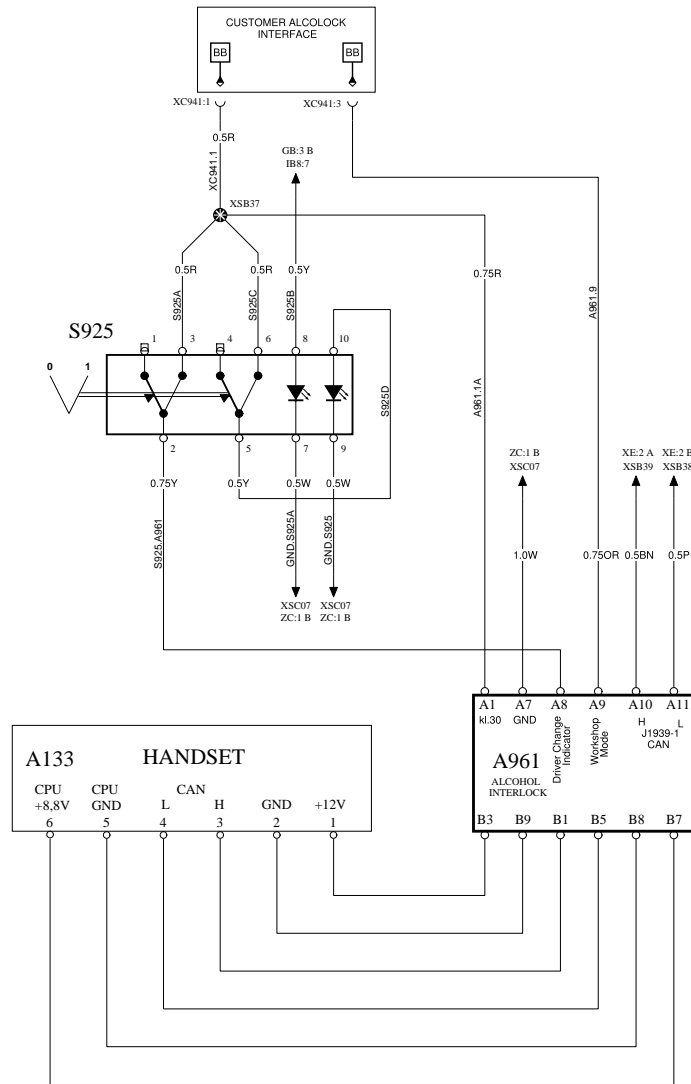 CUSTOMER ALCOLOCK
INTERFACE
BB BB
XC941:1 XC941:3
0.5R
XC941.1
GB:3 B
IB8:7
XSB37
0.5R 0.5R 0.5Y 0.75R
S925A S925C S925B A961.9
S925
1 3 4 6 8 10
0 1
S925D
A961.1A
2 5 7 9
0.75Y 0.5Y 0.5W 0.5W
S925.A961 GND.S925A GND.S925
ZC:1 B XE:2 A XE:2 B
XSC07 XSB39 XSB38
1.0W 0.75OR 0.5BN 0.5P
XSC07 XSC07
ZC:1 B ZC:1 B
A1 A7 A8 A9 A10 A11
kl.30 GND Driver Change Indicator Workshop Mode H L
J1939-1
CAN
A961
ALCOHOL
INTERLOCK
B3 B9 B1 B5 B8 B7
A133 HANDSET
CPU CPU CAN
+8,8V GND L H GND +12V
6 5 4 3 2 1